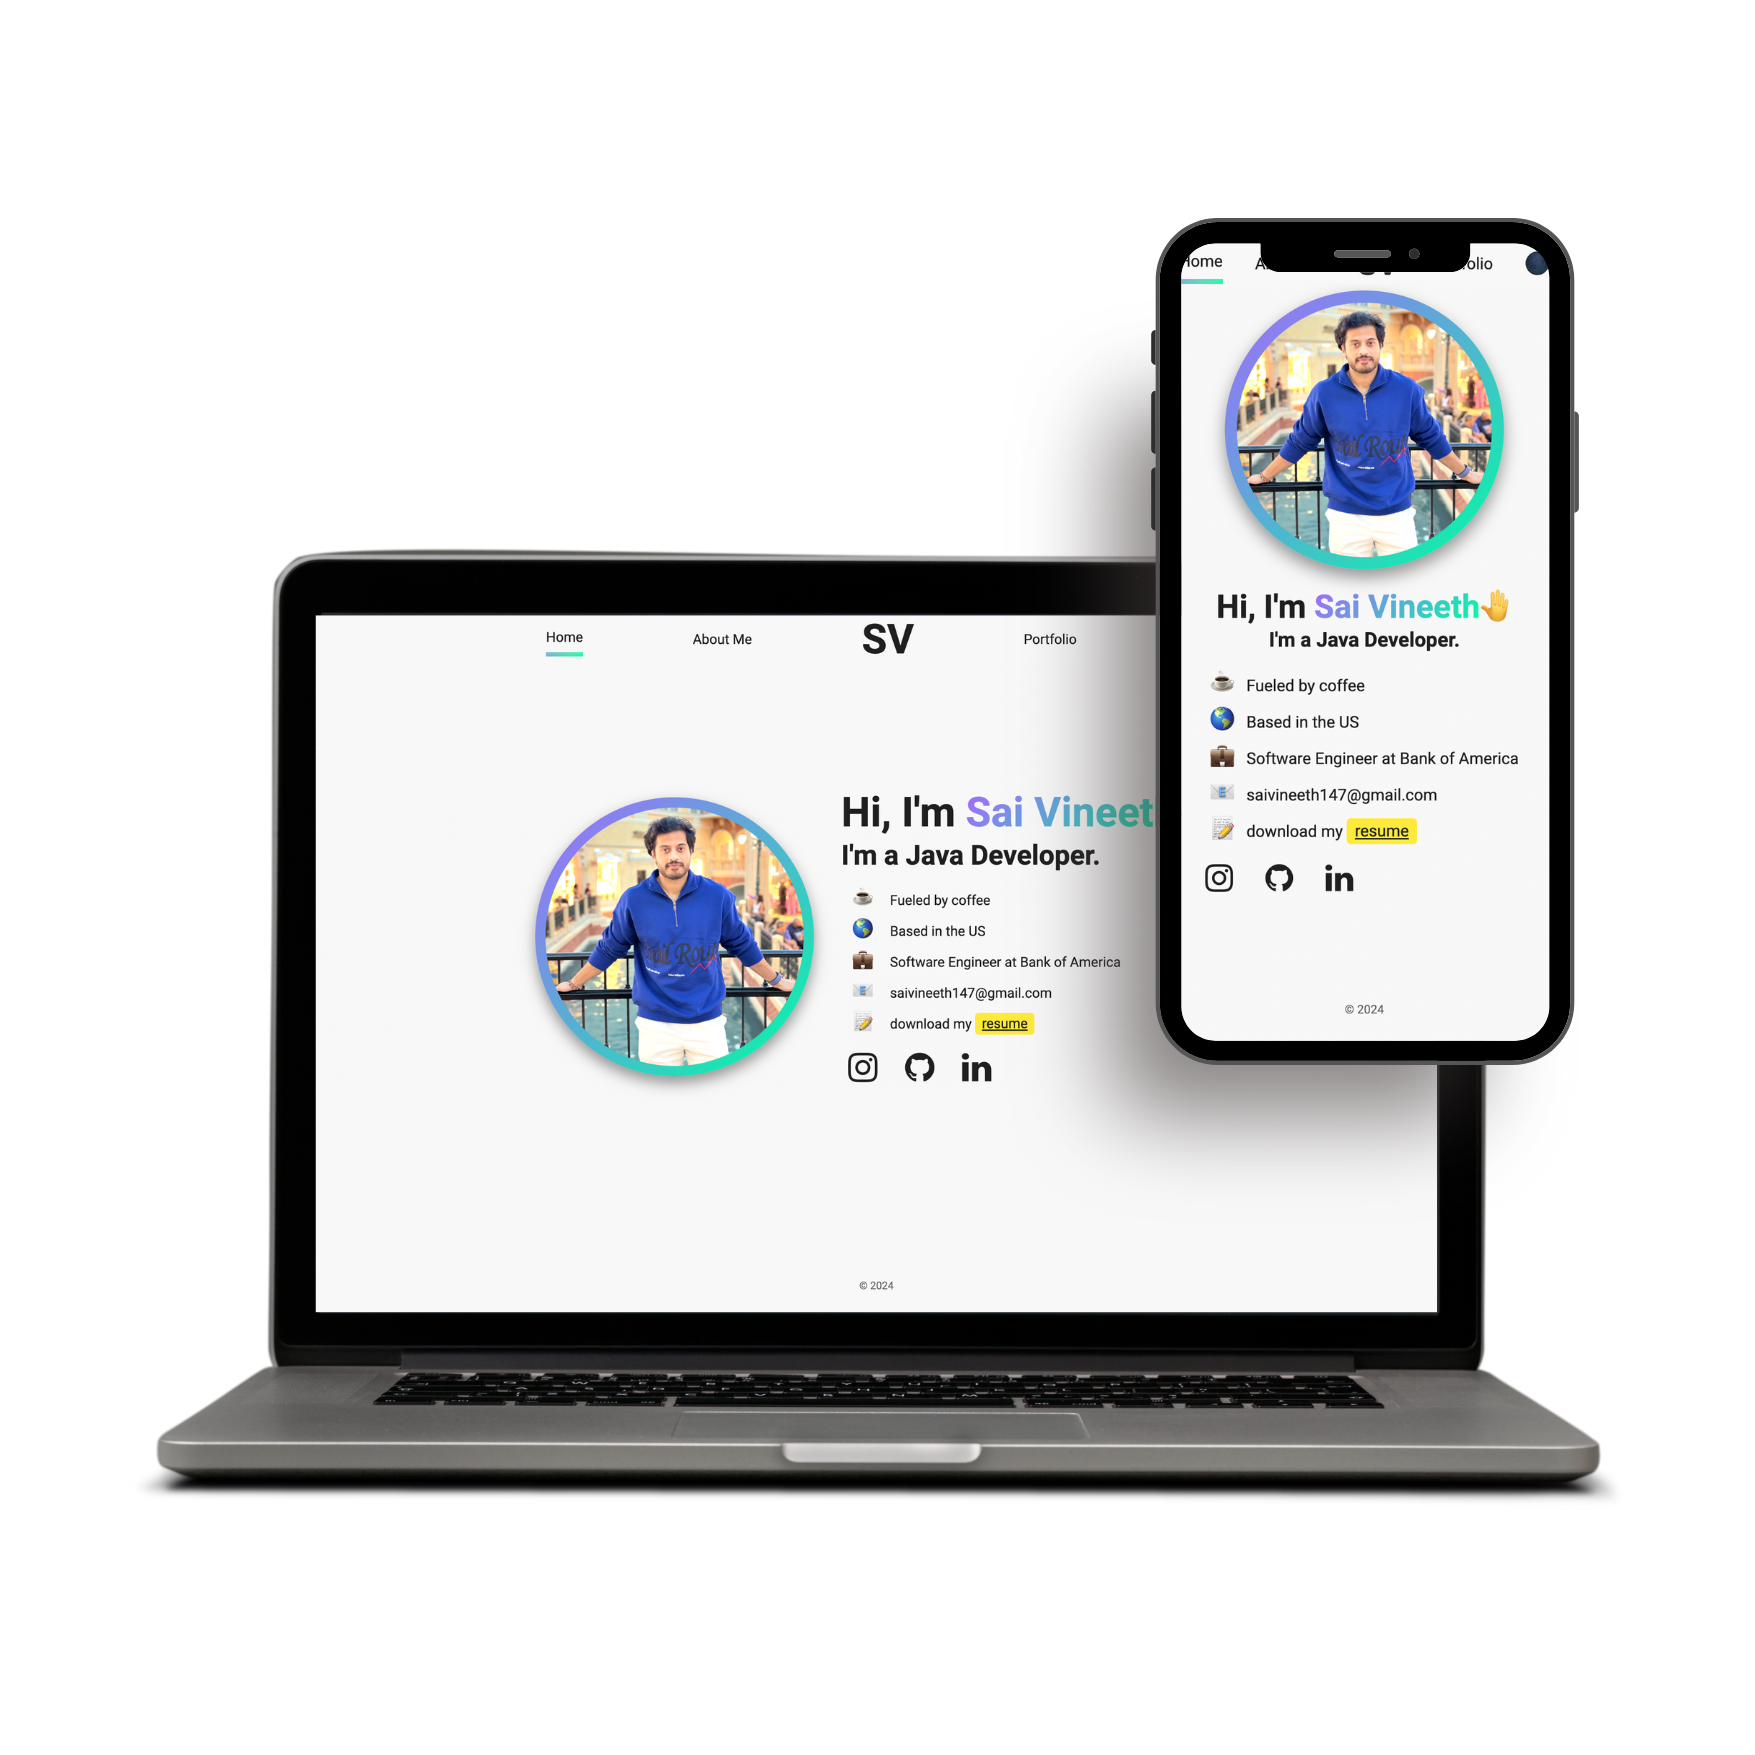 Home
About Me
SV
Portfolio
Hi, I'm Sai Vineet
I'm a Java Developer.
Fueled by coffee
Based in the US
Software Engineer at Bank of America
saivineeth147@gmail.com
download my resume
© 2024
Home
Hi, I'm Sai Vineeth
I'm a Java Developer.
Fueled by coffee
Based in the US
Software Engineer at Bank of America
saivineeth147@gmail.com
download my resume
© 2024